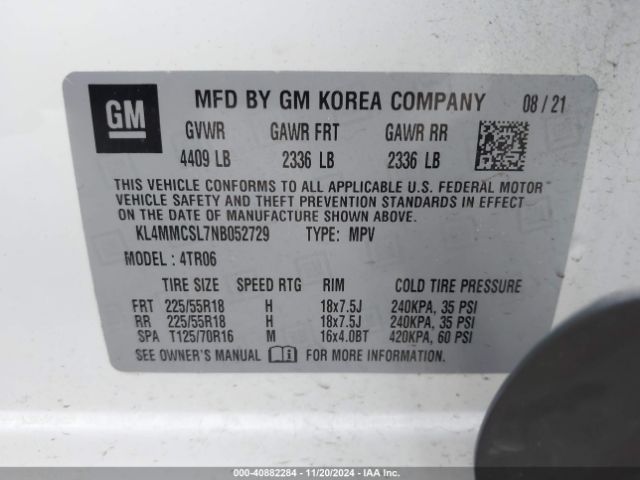 GM
MFD BY GM KOREA COMPANY 08 / 21
GVWR GAWR FRT GAWR RR
4409 LB 2336 LB 2336 LB
THIS VEHICLE CONFORMS TO ALL APPLICABLE U.S. FEDERAL MOTOR
VEHICLE SAFETY AND THEFT PREVENTION STANDARDS IN EFFECT
ON THE DATE OF MANUFACTURE SHOWN ABOVE.
KL4MMCSL7NB052729 TYPE: MPV
MODEL : 4TR06
TIRE SIZE SPEED RTG RIM COLD TIRE PRESSURE
FRT 225/55R18 H 18x7.5J 240KPA, 35 PSI
RR 225/55R18 H 18x7.5J 240KPA, 35 PSI
SPA T125/70R16 M 16x4.0BT 420KPA, 60 PSI
SEE OWNER'S MANUAL i FOR MORE INFORMATION.
000-40882284 - 11/20/2024 - IAA Inc.